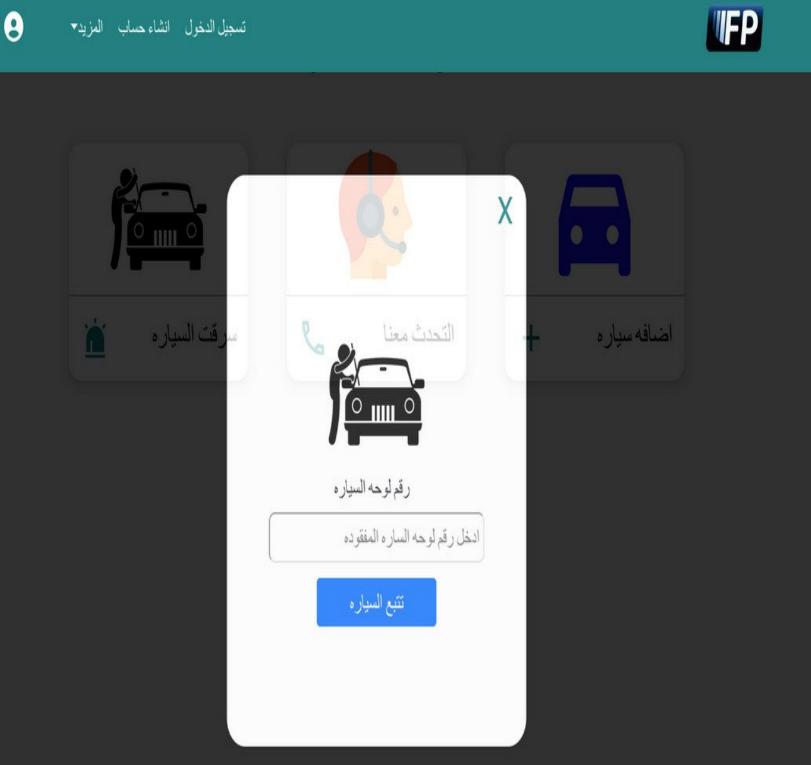 IFP
تسجيل الدخول
انشاء حساب
المزيد
X
اضافه سياره
+
التحدث معنا
سرقت السياره
رقم لوحه السياره
ادخل رقم لوحه الساره المفقوده
تتبع السياره